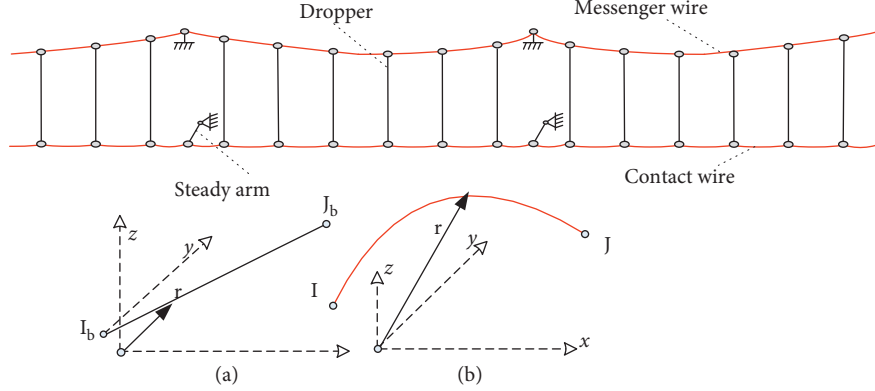 Dropper
Messenger wire
Steady arm
Contact wire
z
y
r
I_b
J_b
(a)
I
J
r
y
z
x
(b)